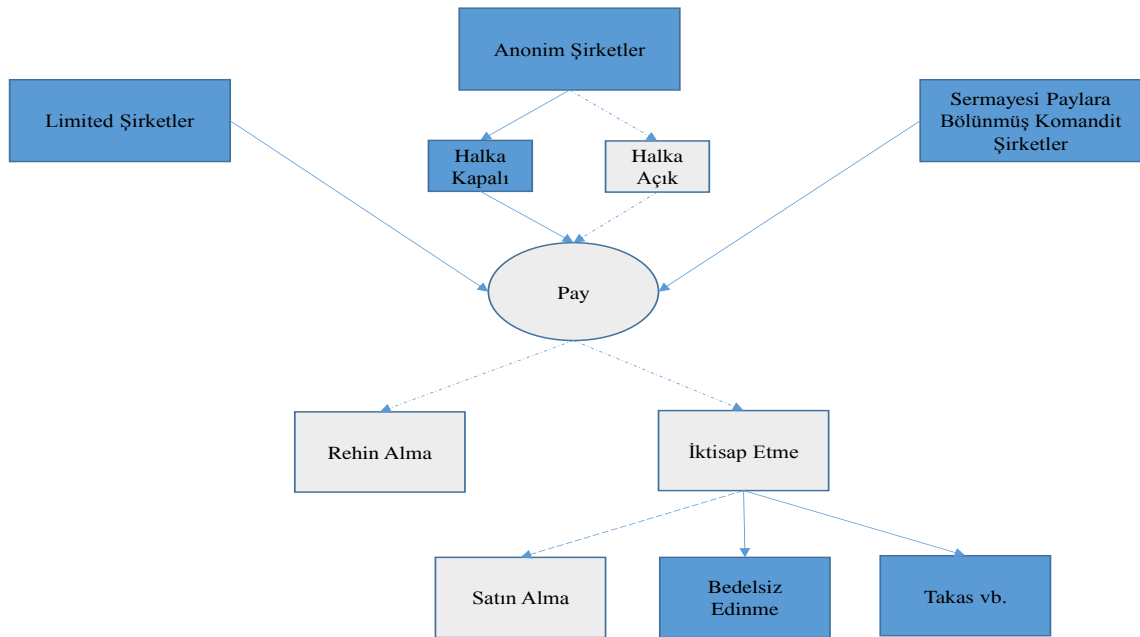 Anonim Şirketler
Limited Şirketler
Sermayesi Paylara
Bölünmüş Komandit
Şirketler
Halka
Kapalı
Halka
Açık
Pay
Rehin Alma
İktisap Etme
Satın Alma
Bedelsiz
Edinme
Takas vb.